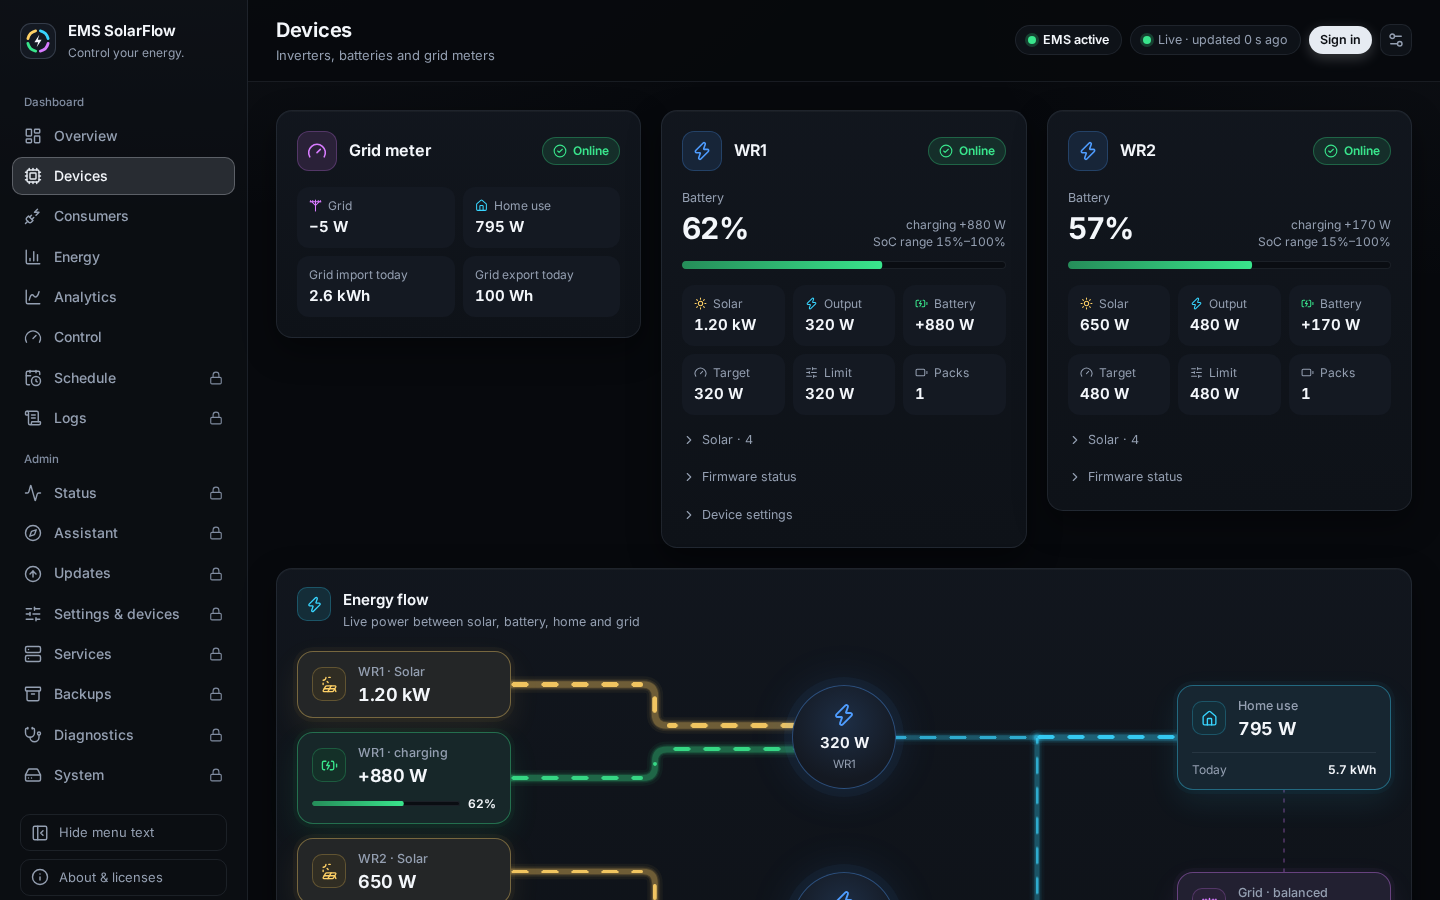 EMS SolarFlow
Control your energy.
Dashboard
Overview
Devices
Consumers
Energy
Analytics
Control
Schedule
Logs
Admin
Status
Assistant
Updates
Settings & devices
Services
Backups
Diagnostics
System
Hide menu text
About & licenses
Devices
Inverters, batteries and grid meters
EMS active
Live · updated 0 s ago
Sign in
Grid meter
Online
Grid
−5 W
Home use
795 W
Grid import today
2.6 kWh
Grid export today
100 Wh
WR1
Online
Battery
62%
charging +880 W
SoC range 15%–100%
Solar
1.20 kW
Output
320 W
Battery
+880 W
Target
320 W
Limit
320 W
Packs
1
Solar · 4
Firmware status
Device settings
WR2
Online
Battery
57%
charging +170 W
SoC range 15%–100%
Solar
650 W
Output
480 W
Battery
+170 W
Target
480 W
Limit
480 W
Packs
1
Solar · 4
Firmware status
Energy flow
Live power between solar, battery, home and grid
WR1 · Solar
1.20 kW
WR1 · charging
+880 W
62%
WR2 · Solar
650 W
320 W
WR1
Home use
795 W
Today
5.7 kWh
Grid · balanced